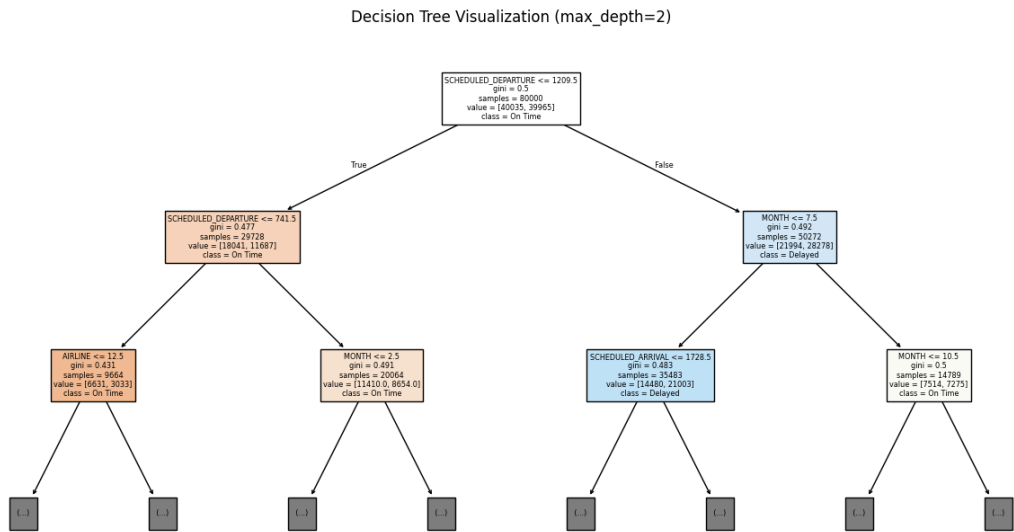 Decision Tree Visualization (max_depth=2)
SCHEDULED_DEPARTURE <= 1209.5
gini = 0.5
samples = 80000
value = [40035, 39965]
class = On Time
True
False
SCHEDULED_DEPARTURE <= 741.5
gini = 0.477
samples = 29728
value = [18041, 11687]
class = On Time
MONTH <= 7.5
gini = 0.492
samples = 50272
value = [21994, 28278]
class = Delayed
AIRLINE <= 12.5
gini = 0.431
samples = 9664
value = [6631, 3033]
class = On Time
MONTH <= 2.5
gini = 0.491
samples = 20064
value = [11410.0, 8654.0]
class = On Time
SCHEDULED_ARRIVAL <= 1728.5
gini = 0.483
samples = 35483
value = [14480, 21003]
class = Delayed
MONTH <= 10.5
gini = 0.5
samples = 14789
value = [7514, 7275]
class = On Time
(...)
(...)
(...)
(...)
(...)
(...)
(...)
(...)